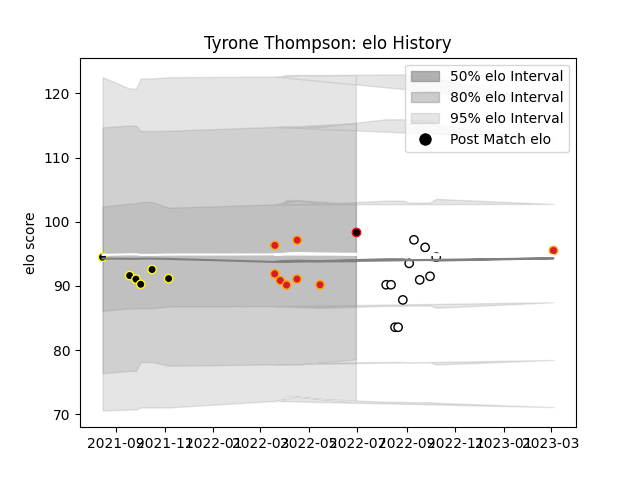 Tyrone Thompson: elo History
50% elo Interval
80% elo Interval
95% elo Interval
Post Match elo
elo score
120
110
100
90
80
70
2021-09 2021-11 2022-01 2022-03 2022-05 2022-07 2022-09 2022-11 2023-01 2023-03